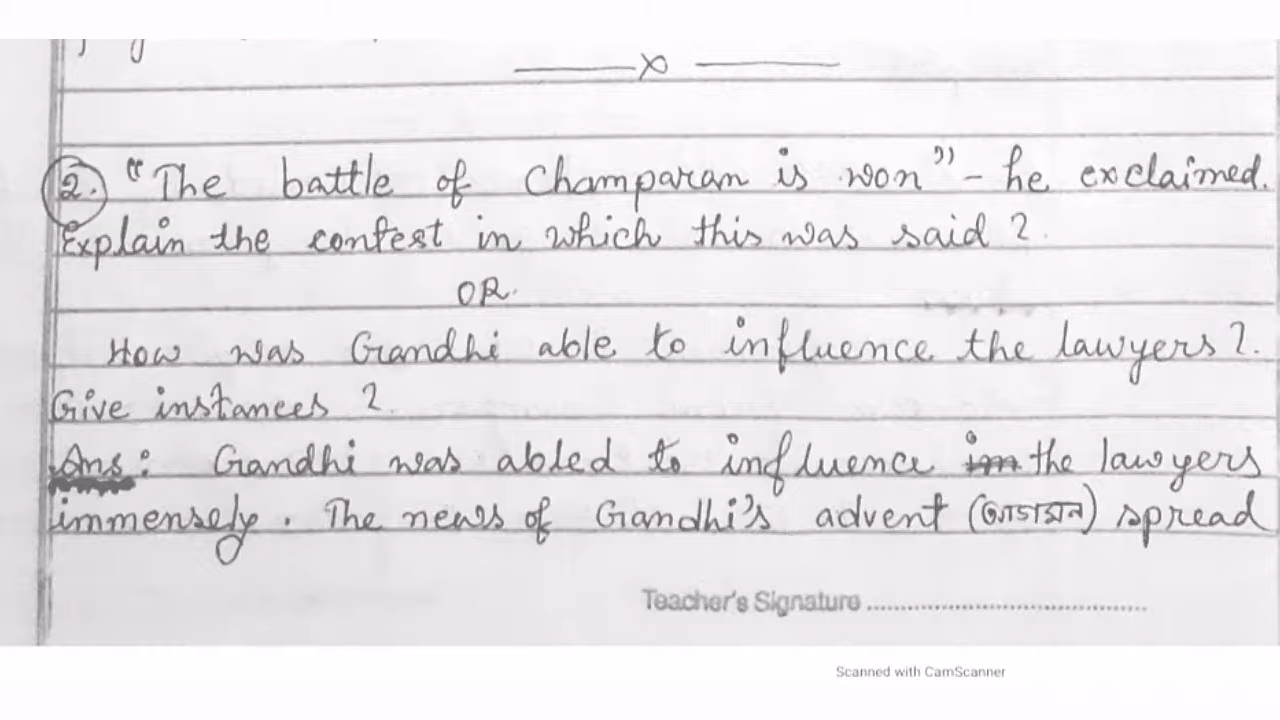 2. "The battle of Champaran is won" - he exclaimed.
Explain the context in which this was said ?
OR.
How was Gandhi able to influence the lawyers ?
Give instances ?
Ans: Gandhi was abled to influence the lawyers
immensely. The news of Gandhi's advent (আগমন) spread
Teacher's Signature
Scanned with CamScanner